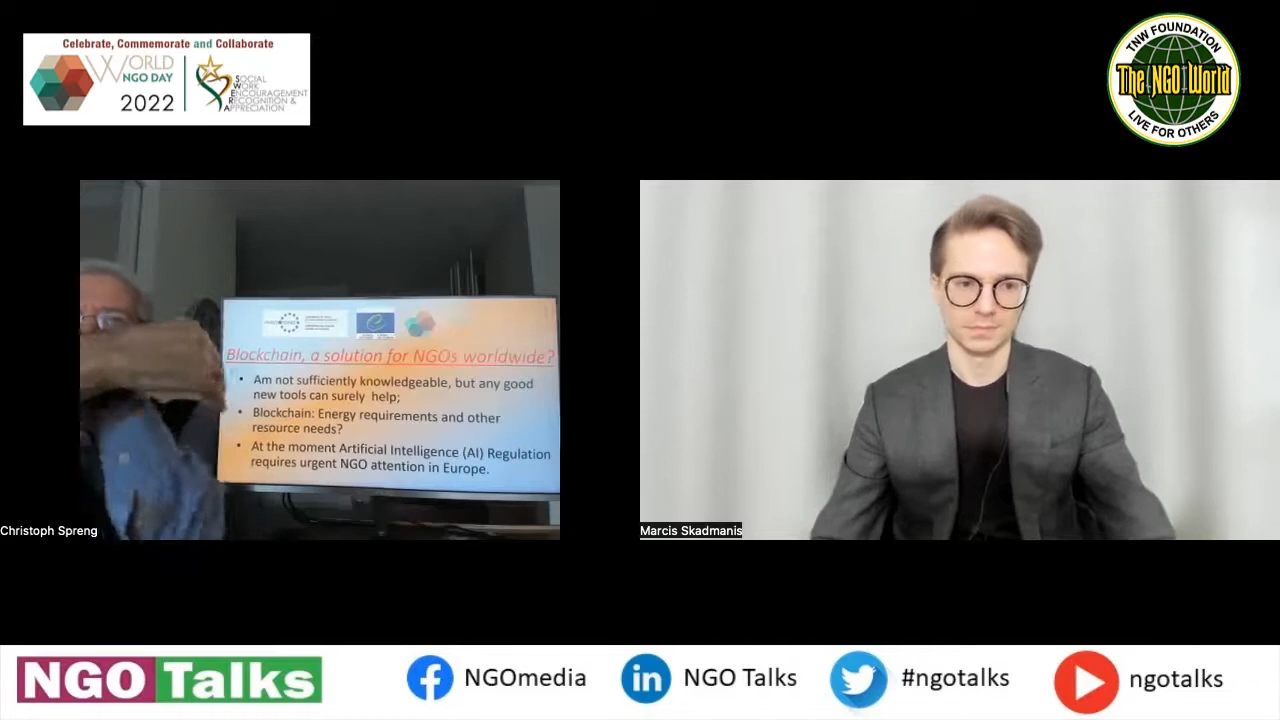 Celebrate, Commemorate and Collaborate
WORLD
NGO DAY
2022
SOCIAL
WORK
ENCOURAGEMENT
RECOGNITION &
APPRECIATION
TNW FOUNDATION
The NGO World
LIVE FOR OTHERS
Blockchain, a solution for NGOs worldwide?
• Am not sufficiently knowledgeable, but any good
new tools can surely help;
• Blockchain: Energy requirements and other
resource needs?
• At the moment Artificial Intelligence (AI) Regulation
requires urgent NGO attention in Europe.
Christoph Spreng
Marcis Skadmanis
NGO Talks
NGOmedia
NGO Talks
#ngotalks
ngotalks